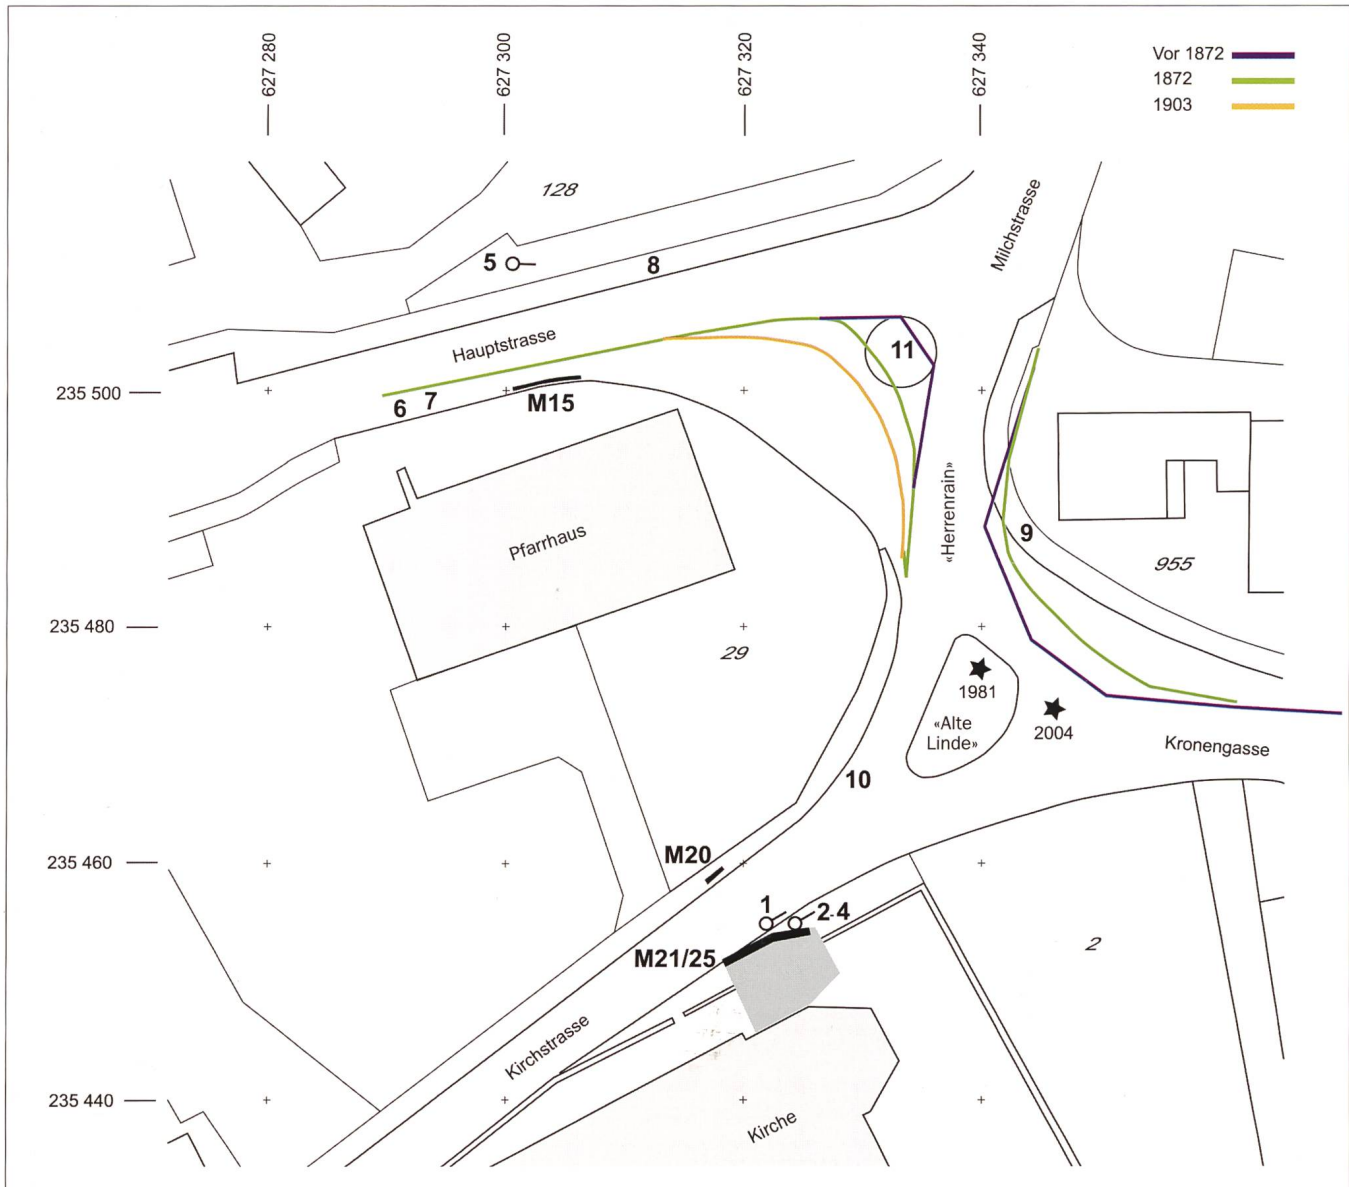 627 280
627 300
627 320
627 340
Vor 1872
1872
1903
128
Milchstrasse
5
8
Hauptstrasse
11
235 500
6
7
M15
«Herrenrain»
9
Pfarrhaus
955
235 480
29
1981
«Alte
Linde»
2004
Kronengasse
10
235 460
M20
1
2-4
2
M21/25
Kirchstrasse
235 440
Kirche